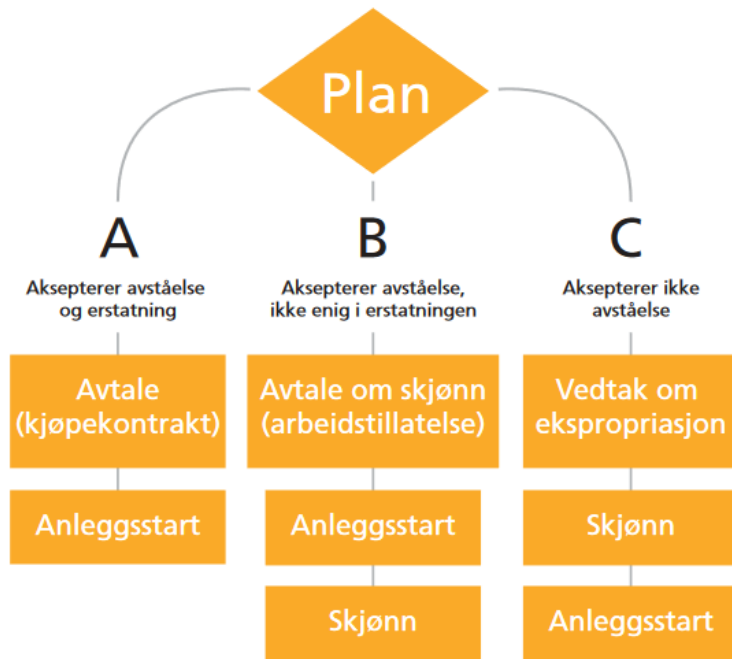 Plan
A
Aksepterer avståelse
og erstatning
Avtale
(kjøpekontrakt)
Anleggsstart
B
Aksepterer avståelse,
ikke enig i erstatningen
Avtale om skjønn
(arbeidstillatelse)
Anleggsstart
Skjønn
C
Aksepterer ikke
avståelse
Vedtak om
ekspropriasjon
Skjønn
Anleggsstart